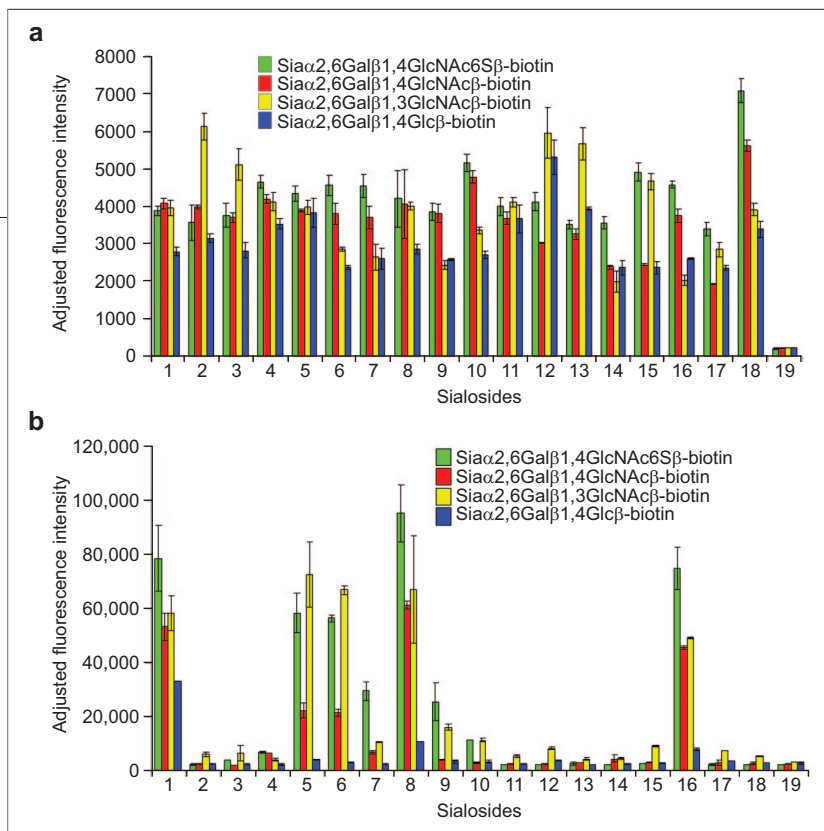 a
Adjusted fluorescence intensity
8000
7000
6000
5000
4000
3000
2000
1000
0
Siaα2,6Galβ1,4GlcNAc6Sβ-biotin
Siaα2,6Galβ1,4GlcNAcβ-biotin
Siaα2,6Galβ1,3GlcNAcβ-biotin
Siaα2,6Galβ1,4Glcβ-biotin
1 2 3 4 5 6 7 8 9 10 11 12 13 14 15 16 17 18 19
Sialosides
b
Adjusted fluorescence intensity
120,000
100,000
80,000
60,000
40,000
20,000
0
Siaα2,6Galβ1,4GlcNAc6Sβ-biotin
Siaα2,6Galβ1,4GlcNAcβ-biotin
Siaα2,6Galβ1,3GlcNAcβ-biotin
Siaα2,6Galβ1,4Glcβ-biotin
1 2 3 4 5 6 7 8 9 10 11 12 13 14 15 16 17 18 19
Sialosides